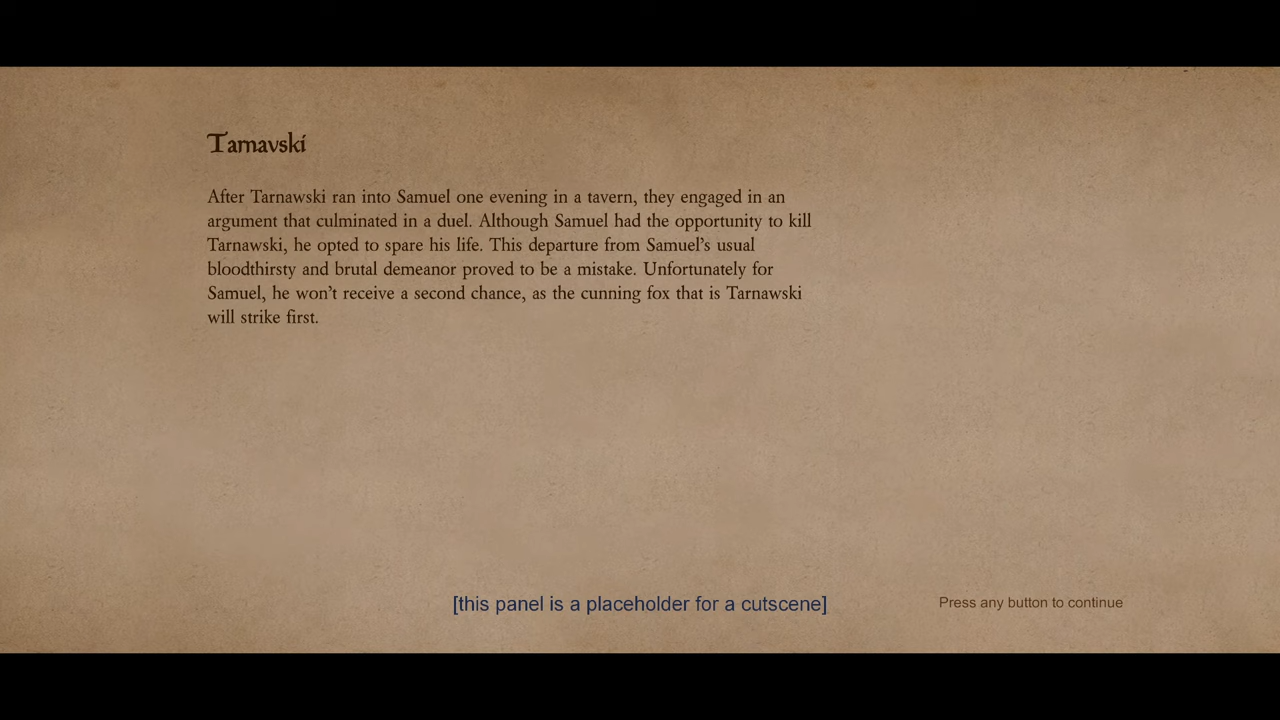 Tarnavski
After Tarnawski ran into Samuel one evening in a tavern, they engaged in an
argument that culminated in a duel. Although Samuel had the opportunity to kill
Tarnawski, he opted to spare his life. This departure from Samuel’s usual
bloodthirsty and brutal demeanor proved to be a mistake. Unfortunately for
Samuel, he won’t receive a second chance, as the cunning fox that is Tarnawski
will strike first.
[this panel is a placeholder for a cutscene]
Press any button to continue